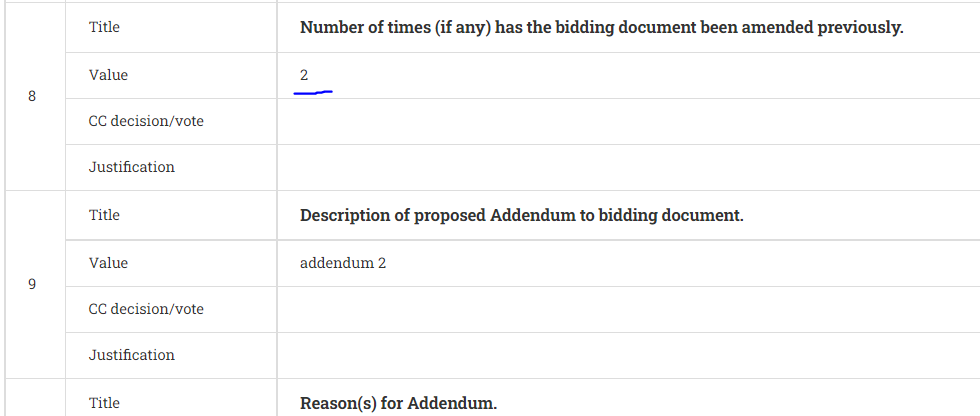 Title Number of times (if any) has the bidding document been amended previously.
Value 2
8
CC decision/vote
Justification
Title Description of proposed Addendum to bidding document.
Value addendum 2
9
CC decision/vote
Justification
Title Reason(s) for Addendum.